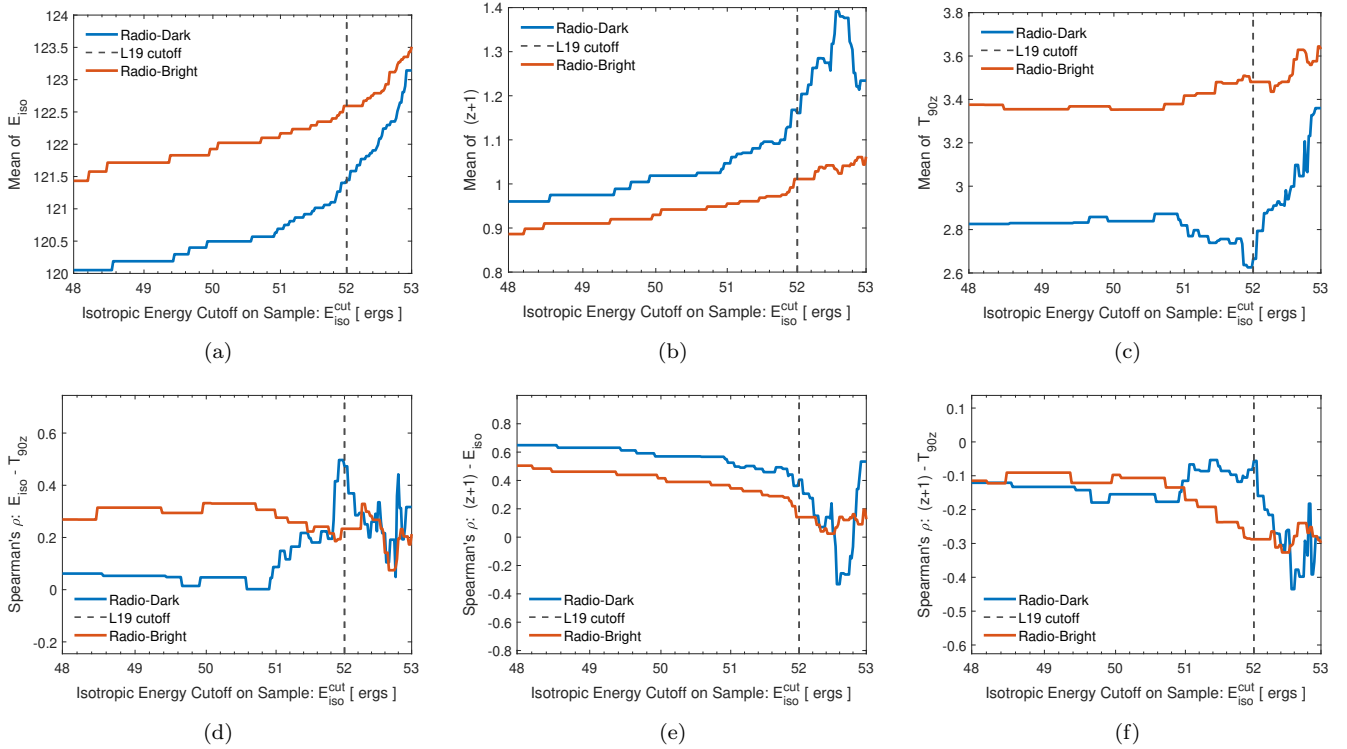 124
123.5
123
122.5
122
121.5
121
120.5
120
Mean of E_iso
Radio-Dark
L19 cutoff
Radio-Bright
48
49
50
51
52
53
Isotropic Energy Cutoff on Sample: E_iso^cut [ ergs ]
(a)
1.4
1.3
1.2
1.1
1
0.9
0.8
Mean of (z+1)
Radio-Dark
L19 cutoff
Radio-Bright
48
49
50
51
52
53
Isotropic Energy Cutoff on Sample: E_iso^cut [ ergs ]
(b)
3.8
3.6
3.4
3.2
3
2.8
2.6
Mean of T_90z
Radio-Dark
L19 cutoff
Radio-Bright
48
49
50
51
52
53
Isotropic Energy Cutoff on Sample: E_iso^cut [ ergs ]
(c)
0.6
0.4
0.2
0
-0.2
Spearman's ρ: E_iso - T_90z
Radio-Dark
L19 cutoff
Radio-Bright
48
49
50
51
52
53
Isotropic Energy Cutoff on Sample: E_iso^cut [ ergs ]
(d)
0.8
0.6
0.4
0.2
0
-0.2
-0.4
-0.6
-0.8
Spearman's ρ: (z+1) - E_iso
Radio-Dark
L19 cutoff
Radio-Bright
48
49
50
51
52
53
Isotropic Energy Cutoff on Sample: E_iso^cut [ ergs ]
(e)
0.1
0
-0.1
-0.2
-0.3
-0.4
-0.5
-0.6
Spearman's ρ: (z+1) - T_90z
Radio-Dark
L19 cutoff
Radio-Bright
48
49
50
51
52
53
Isotropic Energy Cutoff on Sample: E_iso^cut [ ergs ]
(f)